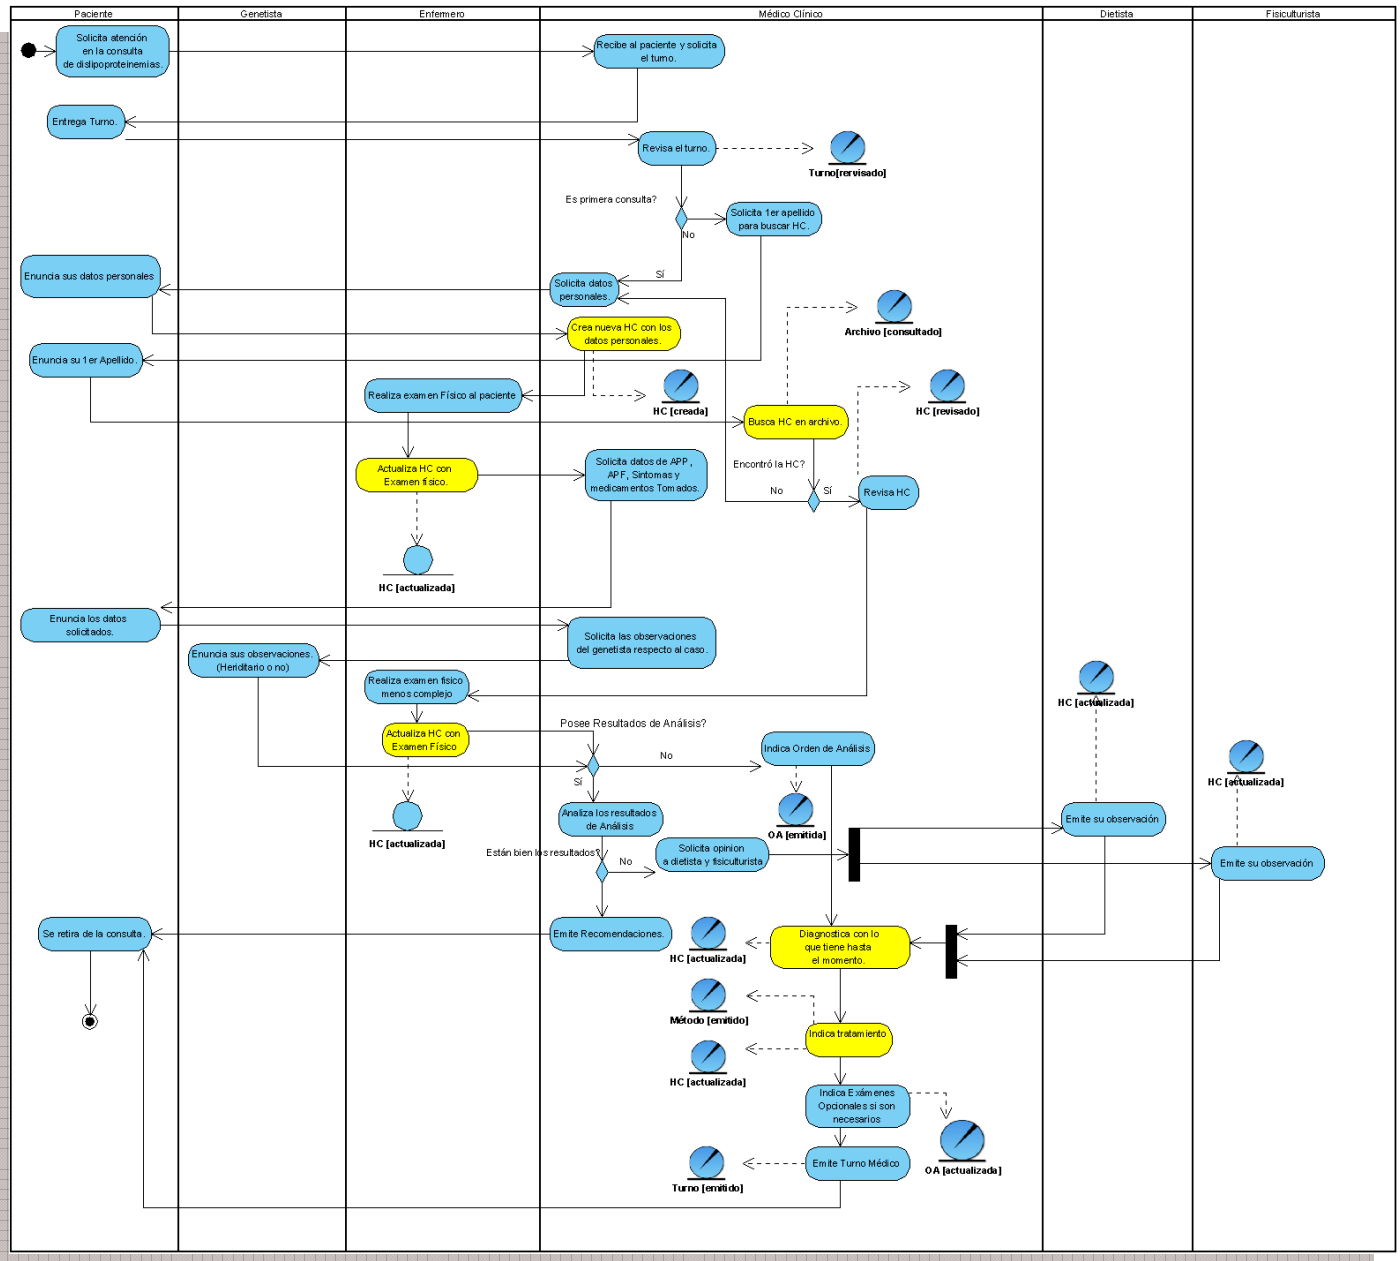 Paciente
Genetista
Enfermero
Médico Clínico
Dietista
Fisiculturista
Solicita atención
en la consulta
de dislipoproteinemias.
Recibe al paciente y solicita
el turno.
Entrega Turno.
Revisa el turno.
Turno[rervisado]
Es primera consulta?
Solicita 1er apellido
para buscar HC.
No
Sí
Enuncia sus datos personales
Solicita datos
personales.
Archivo [consultado]
Crea nueva HC con los
datos personales.
Enuncia su 1er Apellido.
Realiza examen Físico al paciente
HC [creada]
HC [revisado]
Busca HC en archivo.
Encontró la HC?
No
Sí
Revisa HC
Actualiza HC con
Examen físico.
Solicita datos de APP,
APF, Sintomas y
medicamentos Tomados.
HC [actualizada]
Enuncia los datos
solicitados.
Solicita las observaciones
del genetista respecto al caso.
Enuncia sus observaciones.
(Heriditario o no)
Realiza examen fisico
menos complejo
HC [actualizada]
Actualiza HC con
Examen Físico
Posee Resultados de Análisis?
No
Sí
Indica Orden de Análisis
HC [actualizada]
OA [emitida]
HC [actualizada]
Analiza los resultados
de Análisis
Emite su observación
Están bien los resultados?
No
Solicita opinion
a dietista y fisiculturista
Emite su observación
Se retira de la consulta.
Emite Recomendaciones.
HC [actualizada]
Diagnostica con lo
que tiene hasta
el momento.
Método [emitido]
Indica tratamiento
HC [actualizada]
Indica Exámenes
Opcionales si son
necesarios
OA [actualizada]
Emite Turno Médico
Turno [emitido]